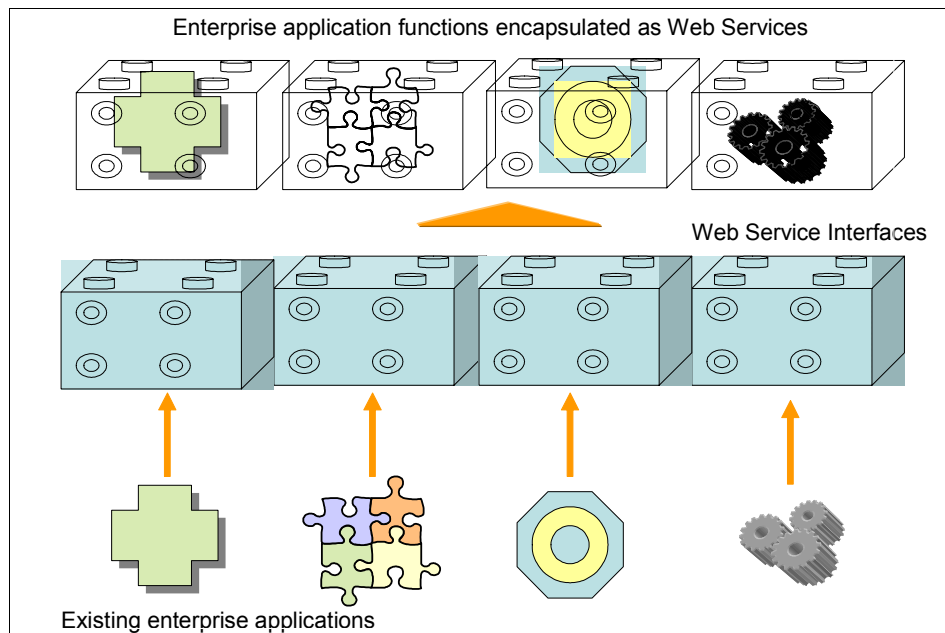 Enterprise application functions encapsulated as Web Services
Web Service Interfaces
Existing enterprise applications